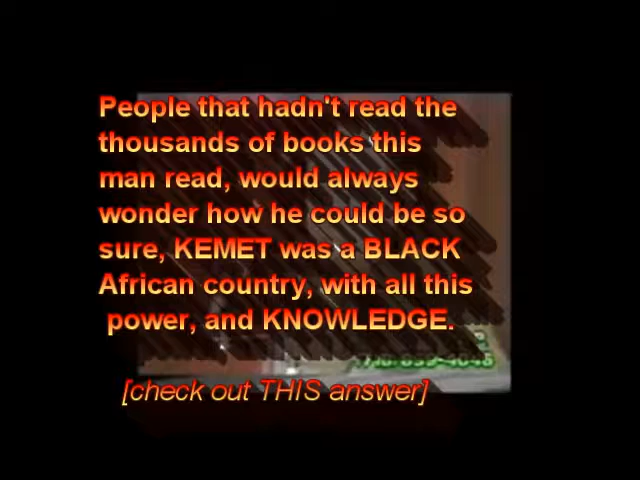 People that hadn't read the
thousands of books this
man read, would always
wonder how he could be so
sure, KEMET was a BLACK
African country, with all this
power, and KNOWLEDGE.
[check out THIS answer]